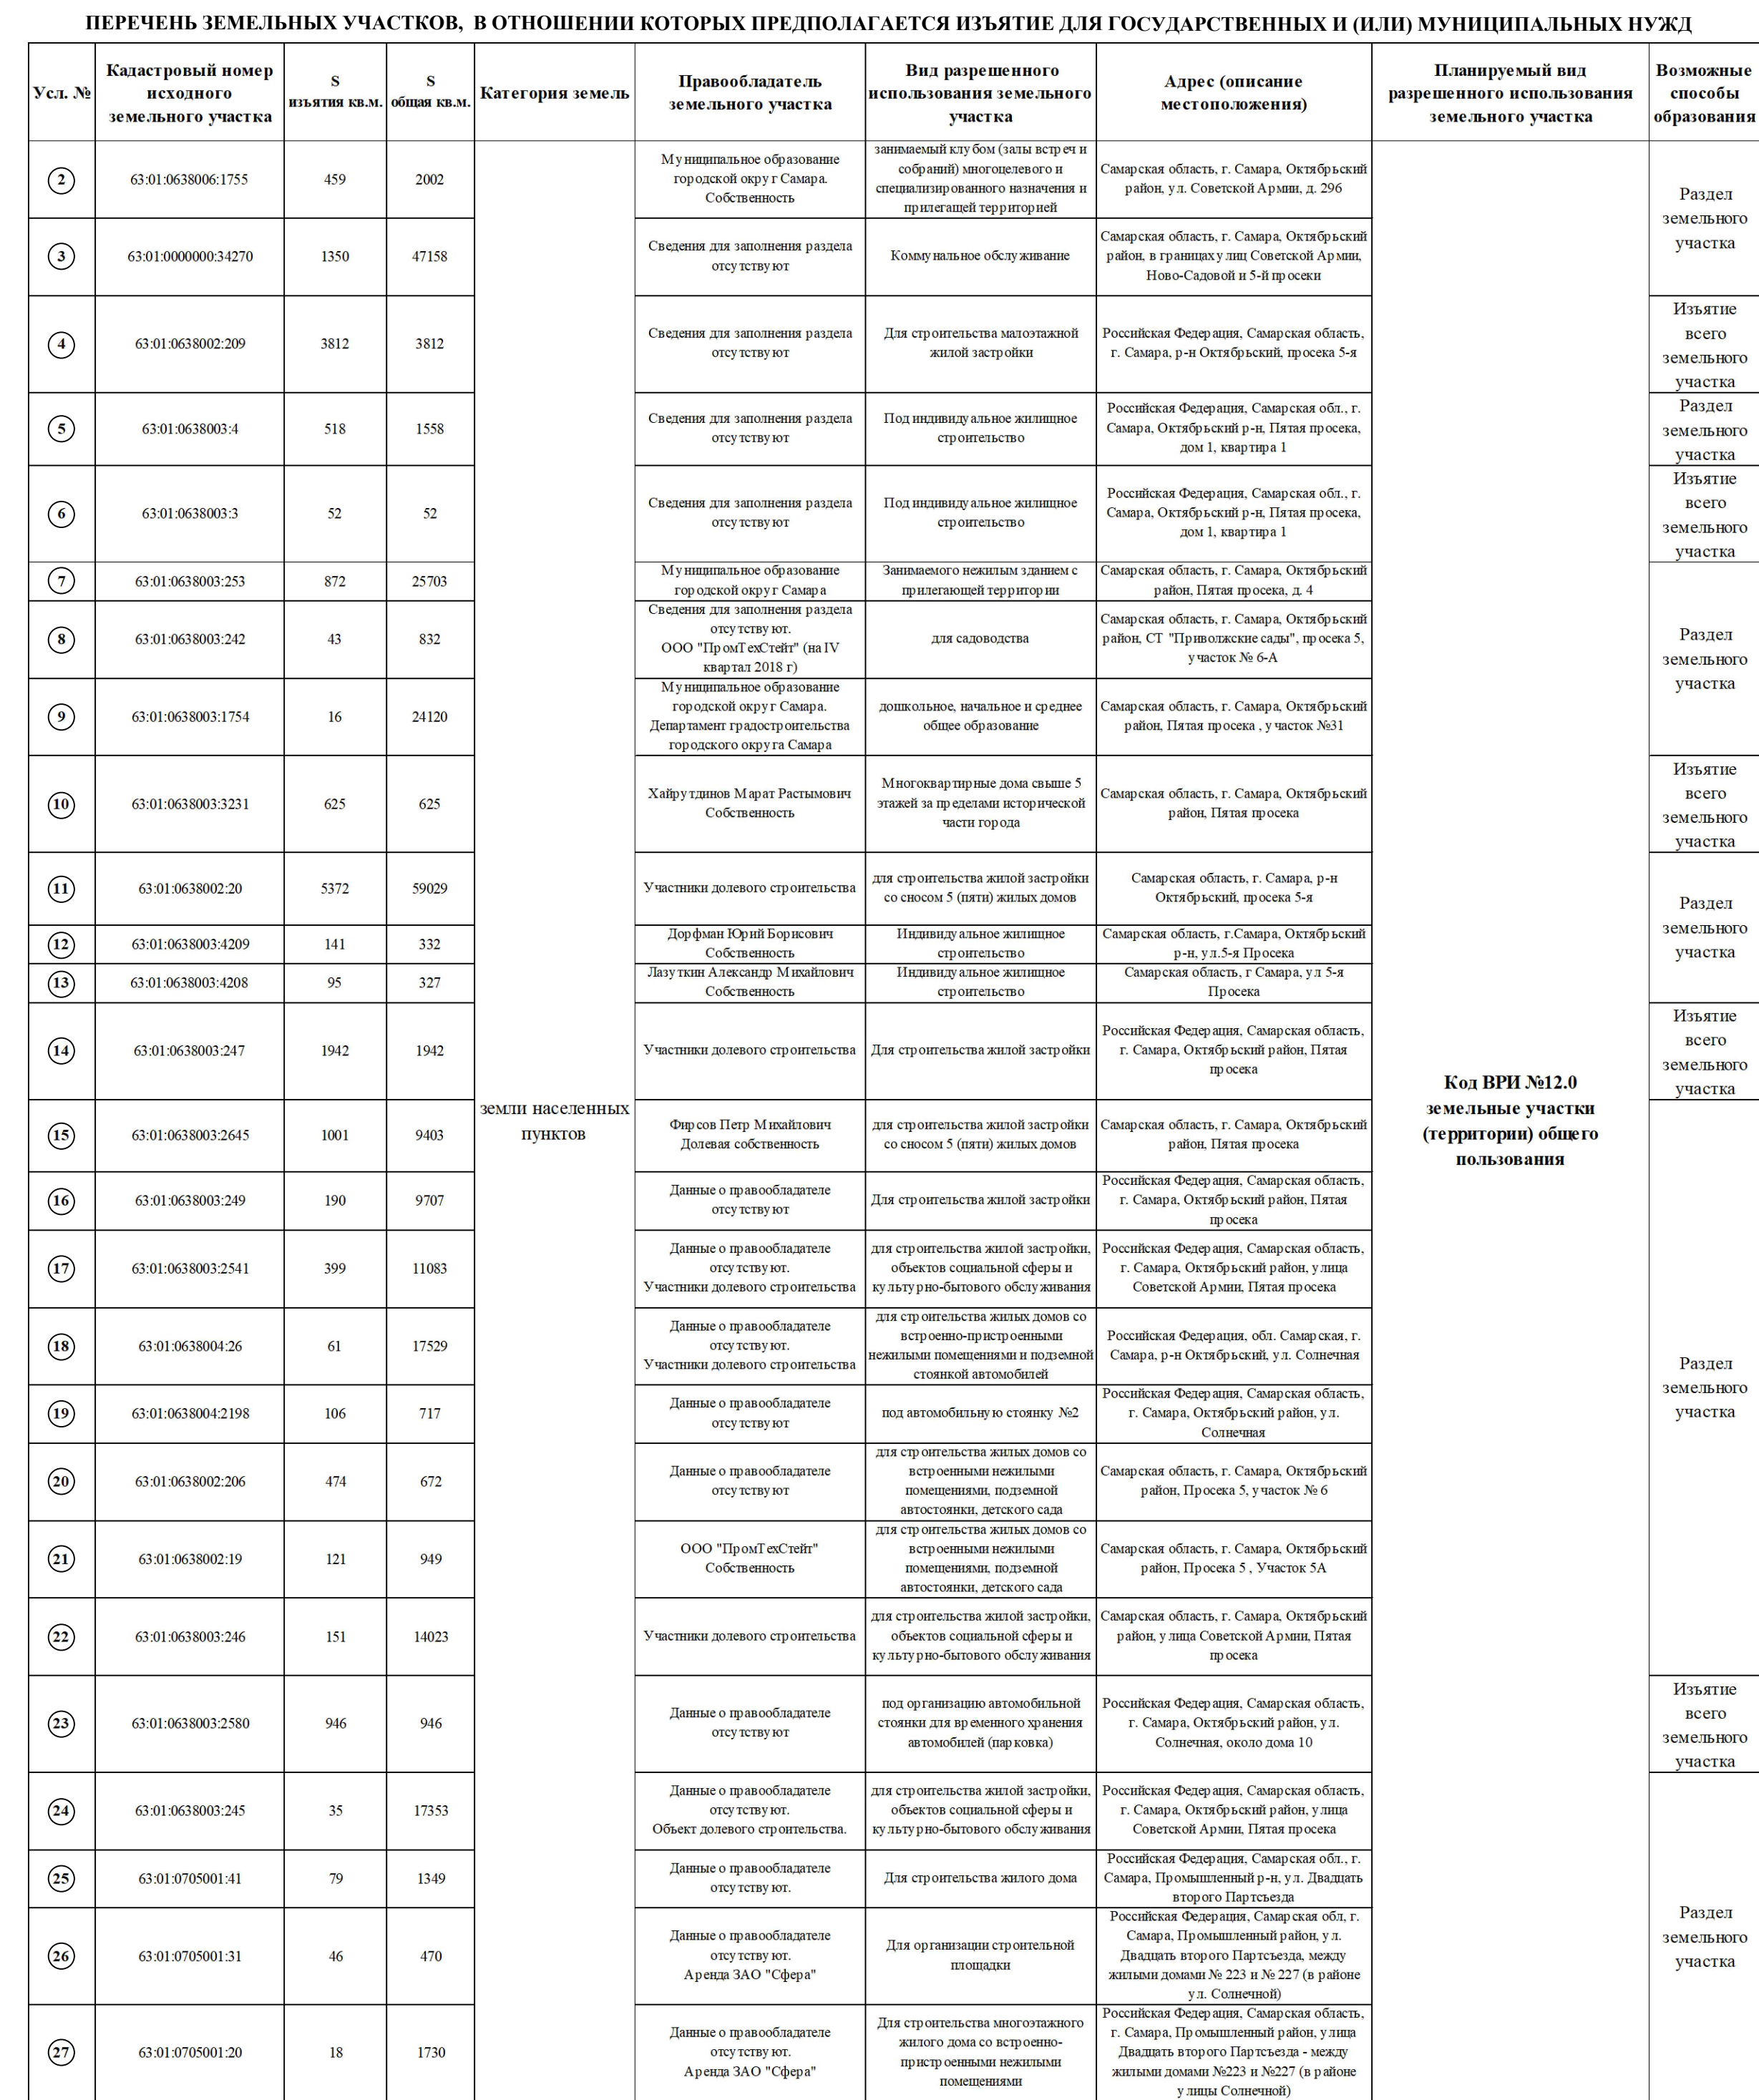 ПЕРЕЧЕНЬ ЗЕМЕЛЬНЫХ УЧАСТКОВ, В ОТНОШЕНИИ КОТОРЫХ ПРЕДПОЛАГАЕТСЯ ИЗЪЯТИЕ ДЛЯ ГОСУДАРСТВЕННЫХ И (ИЛИ) МУНИЦИПАЛЬНЫХ НУЖД
Усл. №
Кадастровый номер
исходного
земельного участка
S
изъятия кв.м.
S
общая кв.м.
Категория земель
Правообладатель
земельного участка
Вид разрешенного
использования земельного
участка
Адрес (описание
местоположения)
Планируемый вид
разрешенного использования
земельного участка
Возможные
способы
образования
2
63:01:0638006:1755
459
2002
Муниципальное образование
городской округ Самара.
Собственность
занимаемый клубом (залы встреч и
собраний) многоцелевого и
специализированного назначения и
прилегащей территорией
Самарская область, г. Самара, Октябрьский
район, ул. Советской Армии, д. 296
Раздел
земельного
участка
3
63:01:0000000:34270
1350
47158
Сведения для заполнения раздела
отсутствуют
Коммунальное обслуживание
Самарская область, г. Самара, Октябрьский
район, в границах улиц Советской Армии,
Ново-Садовой и 5-й просеки
4
63:01:0638002:209
3812
3812
Сведения для заполнения раздела
отсутствуют
Для строительства малоэтажной
жилой застройки
Российская Федерация, Самарская область,
г. Самара, р-н Октябрьский, просека 5-я
Изъятие
всего
земельного
участка
5
63:01:0638003:4
518
1558
Сведения для заполнения раздела
отсутствуют
Под индивидуальное жилищное
строительство
Российская Федерация, Самарская обл., г.
Самара, Октябрьский р-н, Пятая просека,
дом 1, квартира 1
Раздел
земельного
участка
6
63:01:0638003:3
52
52
Сведения для заполнения раздела
отсутствуют
Под индивидуальное жилищное
строительство
Российская Федерация, Самарская обл., г.
Самара, Октябрьский р-н, Пятая просека,
дом 1, квартира 1
Изъятие
всего
земельного
участка
7
63:01:0638003:253
872
25703
Муниципальное образование
городской округ Самара
Занимаемого нежилым зданием с
прилегающей территории
Самарская область, г. Самара, Октябрьский
район, Пятая просека, д. 4
8
63:01:0638003:242
43
832
Сведения для заполнения раздела
отсутствуют.
ООО "ПромТехСтейт" (на IV
квартал 2018 г)
для садоводства
Самарская область, г. Самара, Октябрьский
район, СТ "Приволжские сады", просека 5,
участок № 6-А
Раздел
земельного
участка
9
63:01:0638003:1754
16
24120
Муниципальное образование
городской округ Самара.
Департамент градостроительства
городского округа Самара
дошкольное, начальное и среднее
общее образование
Самарская область, г. Самара, Октябрьский
район, Пятая просека , участок №31
10
63:01:0638003:3231
625
625
Хайрутдинов Марат Растымович
Собственность
Многоквартирные дома свыше 5
этажей за пределами исторической
части города
Самарская область, г. Самара, Октябрьский
район, Пятая просека
Изъятие
всего
земельного
участка
11
63:01:0638002:20
5372
59029
Участники долевого строительства
для строительства жилой застройки
со сносом 5 (пяти) жилых домов
Самарская область, г. Самара, р-н
Октябрьский, просека 5-я
Раздел
земельного
участка
12
63:01:0638003:4209
141
332
Дорфман Юрий Борисович
Собственность
Индивидуальное жилищное
строительство
Самарская область, г.Самара, Октябрьский
р-н, ул.5-я Просека
13
63:01:0638003:4208
95
327
Лазуткин Александр Михайлович
Собственность
Индивидуальное жилищное
строительство
Самарская область, г Самара, ул 5-я
Просека
14
63:01:0638003:247
1942
1942
Участники долевого строительства
Для строительства жилой застройки
Российская Федерация, Самарская область,
г. Самара, Октябрьский район, Пятая
просека
Изъятие
всего
земельного
участка
земли населенных
пунктов
Код ВРИ №12.0
земельные участки
(территории) общего
пользования
15
63:01:0638003:2645
1001
9403
Фирсов Петр Михайлович
Долевая собственность
для строительства жилой застройки
со сносом 5 (пяти) жилых домов
Самарская область, г. Самара, Октябрьский
район, Пятая просека
16
63:01:0638003:249
190
9707
Данные о правообладателе
отсутствуют
Для строительства жилой застройки
Российская Федерация, Самарская область,
г. Самара, Октябрьский район, Пятая
просека
17
63:01:0638003:2541
399
11083
Данные о правообладателе
отсутствуют.
Участники долевого строительства
для строительства жилой застройки,
объектов социальной сферы и
культурно-бытового обслуживания
Российская Федерация, Самарская область,
г. Самара, Октябрьский район, улица
Советской Армии, Пятая просека
18
63:01:0638004:26
61
17529
Данные о правообладателе
отсутствуют.
Участники долевого строительства
для строительства жилых домов со
встроенно-пристроенными
нежилыми помещениями и подземной
стоянкой автомобилей
Российская Федерация, обл. Самарская, г.
Самара, р-н Октябрьский, ул. Солнечная
Раздел
земельного
участка
19
63:01:0638004:2198
106
717
Данные о правообладателе
отсутствуют
под автомобильную стоянку №2
Российская Федерация, Самарская область,
г. Самара, Октябрьский район, ул.
Солнечная
20
63:01:0638002:206
474
672
Данные о правообладателе
отсутствуют
для строительства жилых домов со
встроенными нежилыми
помещениями, подземной
автостоянки, детского сада
Самарская область, г. Самара, Октябрьский
район, Просека 5, участок № 6
21
63:01:0638002:19
121
949
ООО "ПромТехСтейт"
Собственность
для строительства жилых домов со
встроенными нежилыми
помещениями, подземной
автостоянки, детского сада
Самарская область, г. Самара, Октябрьский
район, Просека 5 , Участок 5А
22
63:01:0638003:246
151
14023
Участники долевого строительства
для строительства жилой застройки,
объектов социальной сферы и
культурно-бытового обслуживания
Самарская область, г. Самара, Октябрьский
район, улица Советской Армии, Пятая
просека
23
63:01:0638003:2580
946
946
Данные о правообладателе
отсутствуют
под организацию автомобильной
стоянки для временного хранения
автомобилей (парковка)
Российская Федерация, Самарская область,
г. Самара, Октябрьский район, ул.
Солнечная, около дома 10
Изъятие
всего
земельного
участка
24
63:01:0638003:245
35
17353
Данные о правообладателе
отсутствуют.
Объект долевого строительства.
для строительства жилой застройки,
объектов социальной сферы и
культурно-бытового обслуживания
Российская Федерация, Самарская область,
г. Самара, Октябрьский район, улица
Советской Армии, Пятая просека
25
63:01:0705001:41
79
1349
Данные о правообладателе
отсутствуют.
Для строительства жилого дома
Российская Федерация, Самарская обл., г.
Самара, Промышленный р-н, ул. Двадцать
второго Партсъезда
26
63:01:0705001:31
46
470
Данные о правообладателе
отсутствуют.
Аренда ЗАО "Сфера"
Для организации строительной
площадки
Российская Федерация, Самарская обл, г.
Самара, Промышленный район, ул.
Двадцать второго Партсъезда, между
жилыми домами № 223 и № 227 (в районе
ул. Солнечной)
Раздел
земельного
участка
27
63:01:0705001:20
18
1730
Данные о правообладателе
отсутствуют.
Аренда ЗАО "Сфера"
Для строительства многоэтажного
жилого дома со встроенно-
пристроенными нежилыми
помещениями
Российская Федерация, Самарская область,
г. Самара, Промышленный район, улица
Двадцать второго Партсъезда - между
жилыми домами №223 и №227 (в районе
улицы Солнечной)